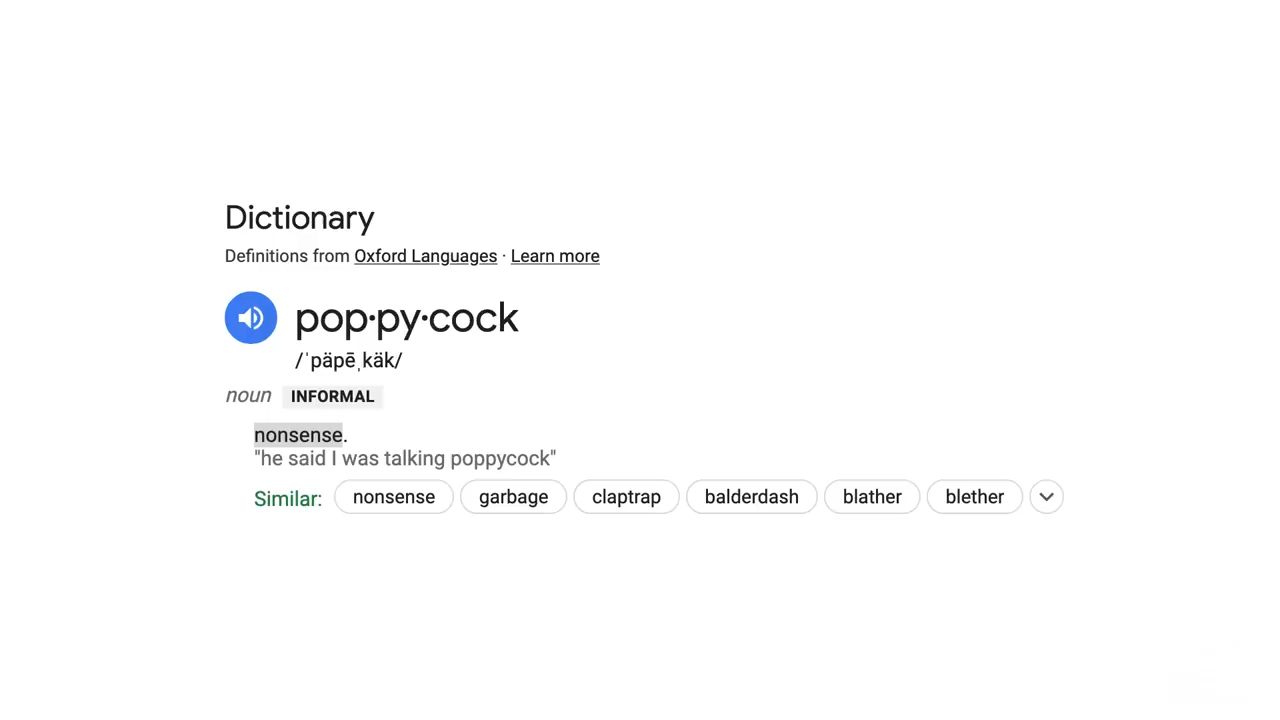 Dictionary
Definitions from Oxford Languages · Learn more
pop·py·cock
/ˈpäpēˌkäk/
noun INFORMAL
nonsense.
"he said I was talking poppycock"
Similar: nonsense garbage claptrap balderdash blather blether